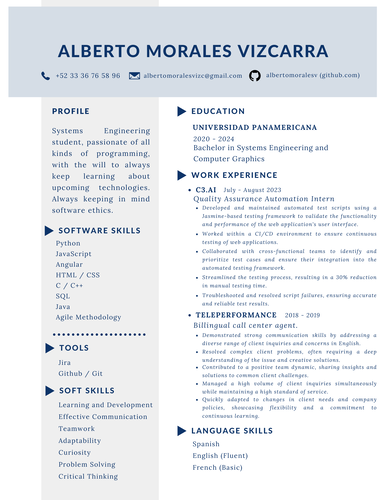 ALBERTO MORALES VIZCARRA
+52 33 36 76 58 96
albertomoralesvizc@gmail.com
albertomoralesv (github.com)
PROFILE
Systems Engineering
student, passionate of all
kinds of programming,
with the will to always
keep learning about
upcoming technologies.
Always keeping in mind
software ethics.
SOFTWARE SKILLS
Python
JavaScript
Angular
HTML / CSS
C / C++
SQL
Java
Agile Methodology
TOOLS
Jira
Github / Git
SOFT SKILLS
Learning and Development
Effective Communication
Teamwork
Adaptability
Curiosity
Problem Solving
Critical Thinking
EDUCATION
UNIVERSIDAD PANAMERICANA
2020 - 2024
Bachelor in Systems Engineering and
Computer Graphics
WORK EXPERIENCE
• C3.AI July - August 2023
Quality Assurance Automation Intern
• Developed and maintained automated test scripts using a
Jasmine-based testing framework to validate the functionality
and performance of the web application's user interface.
• Worked within a CI/CD environment to ensure continuous
testing of web applications.
• Collaborated with cross-functional teams to identify and
prioritize test cases and ensure their integration into the
automated testing framework.
• Streamlined the testing process, resulting in a 30% reduction
in manual testing time.
• Troubleshooted and resolved script failures, ensuring accurate
and reliable test results.
• TELEPERFORMANCE 2018 - 2019
Billingual call center agent.
• Demonstrated strong communication skills by addressing a
diverse range of client inquiries and concerns in English.
• Resolved complex client problems, often requiring a deep
understanding of the issue and creative solutions.
• Contributed to a positive team dynamic, sharing insights and
solutions to common client challenges.
• Managed a high volume of client inquiries simultaneously
while maintaining a high standard of service.
• Quickly adapted to changes in client needs and company
policies, showcasing flexibility and a commitment to
continuous learning.
LANGUAGE SKILLS
Spanish
English (Fluent)
French (Basic)